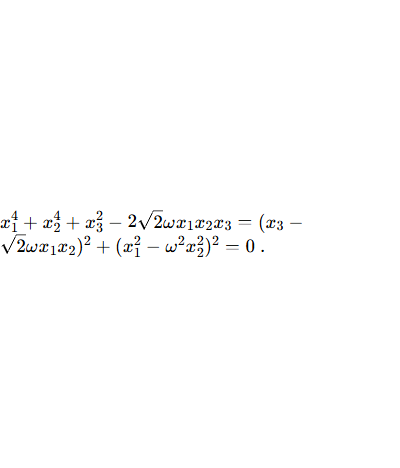 x_1^4 + x_2^4 + x_3^2 − 2√2ωx_1x_2x_3 = (x_3 −
√2ωx_1x_2)^2 + (x_1^2 − ω^2x_2^2)^2 = 0 .